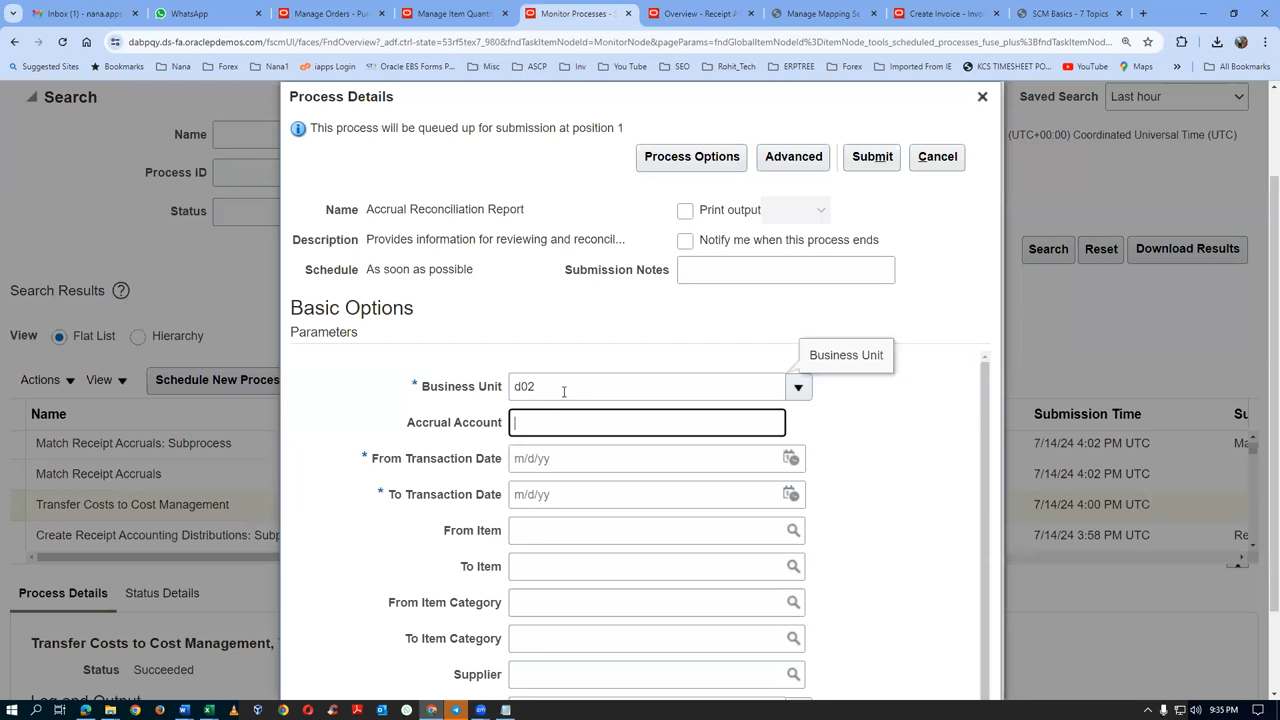 Inbox (1) - nana.apps
WhatsApp
Manage Orders - Pu
Manage Item Quantit
Monitor Processes - S
Overview - Receipt A
Manage Mapping Se
Create Invoice - Invoi
SCM Basics - 7 Topics
dabpqy.ds-fa.oraclepdemos.com/fscmUI/faces/FndOverview?_adf.ctrl-state=53rf5tex7_980&fndTaskItemNodeId=MonitorNode&pageParams=fndGlobalItemNodeId%3DitemNode_tools_scheduled_processes_fuse_plus%3BfndTaskItemNod...
Suggested Sites
Bookmarks
Nana
Forex
Nana1
iapps Login
Oracle EBS Forms P...
Misc
ASCP
Inv
You Tube
SEO
Rohit_Tech
ERPTREE
Forex
Imported From IE
KCS TIMESHEET PO...
YouTube
Maps
»
All Bookmarks
Search
Saved Search Last hour
Name
(UTC+00:00) Coordinated Universal Time (UTC)
Process ID
Status
Search Reset Download Results
Search Results
View Flat List Hierarchy
Actions View Schedule New Proces
Name
Submission Time Su
Match Receipt Accruals: Subprocess
7/14/24 4:02 PM UTC Ma
Match Receipt Accruals
7/14/24 4:02 PM UTC
Transfer Costs to Cost Management
7/14/24 4:00 PM UTC
Create Receipt Accounting Distributions: Subp
7/14/24 3:58 PM UTC Re
Process Details Status Details
Transfer Costs to Cost Management,
Status Succeeded
Log and Output
Process Details
This process will be queued up for submission at position 1
Process Options Advanced Submit Cancel
Name Accrual Reconciliation Report
Print output
Description Provides information for reviewing and reconcil...
Notify me when this process ends
Schedule As soon as possible
Submission Notes
Basic Options
Parameters
Business Unit
* Business Unit d02
Accrual Account
* From Transaction Date m/d/yy
* To Transaction Date m/d/yy
From Item
To Item
From Item Category
To Item Category
Supplier
9:35 PM